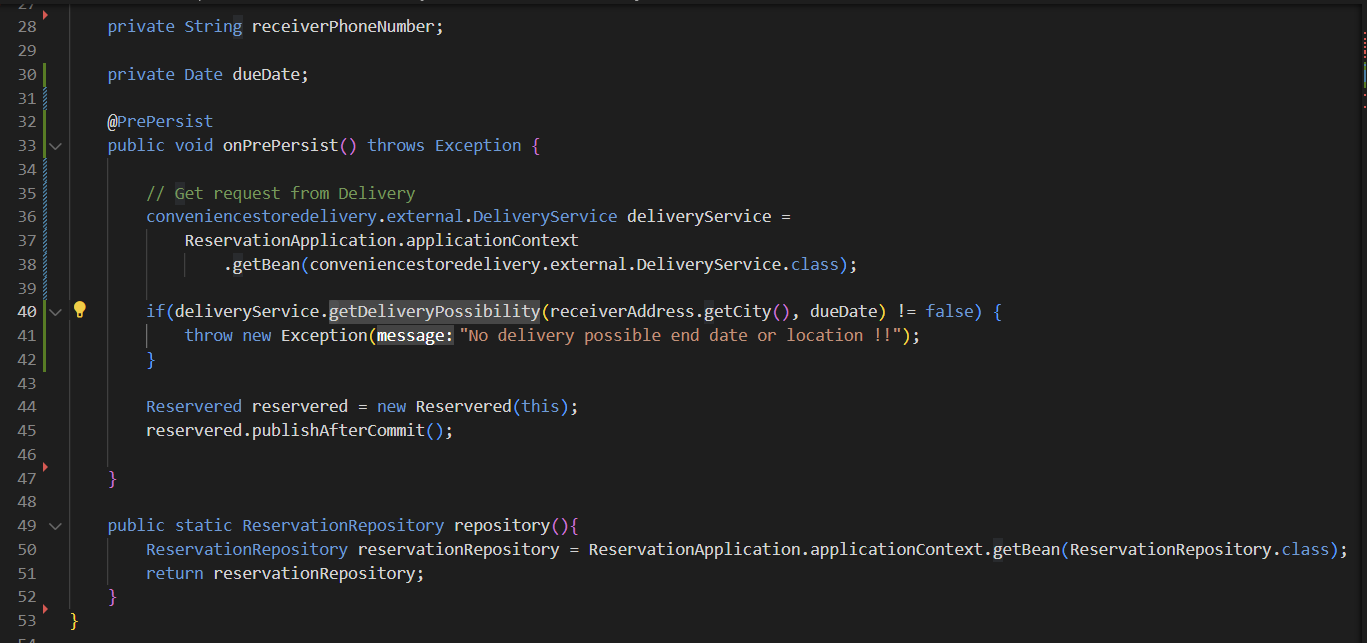 27
28 private String receiverPhoneNumber;
29
30 private Date dueDate;
31
32 @PrePersist
33 public void onPrePersist() throws Exception {
34
35 // Get request from Delivery
36 conveniencestoredelivery.external.DeliveryService deliveryService =
37 ReservationApplication.applicationContext
38 .getBean(conveniencestoredelivery.external.DeliveryService.class);
39
40 if(deliveryService.getDeliveryPossibility(receiverAddress.getCity(), dueDate) != false) {
41 throw new Exception(message: "No delivery possible end date or location !!");
42 }
43
44 Reservered reservered = new Reservered(this);
45 reservered.publishAfterCommit();
46
47 }
48
49 public static ReservationRepository repository(){
50 ReservationRepository reservationRepository = ReservationApplication.applicationContext.getBean(ReservationRepository.class);
51 return reservationRepository;
52 }
53 }
54